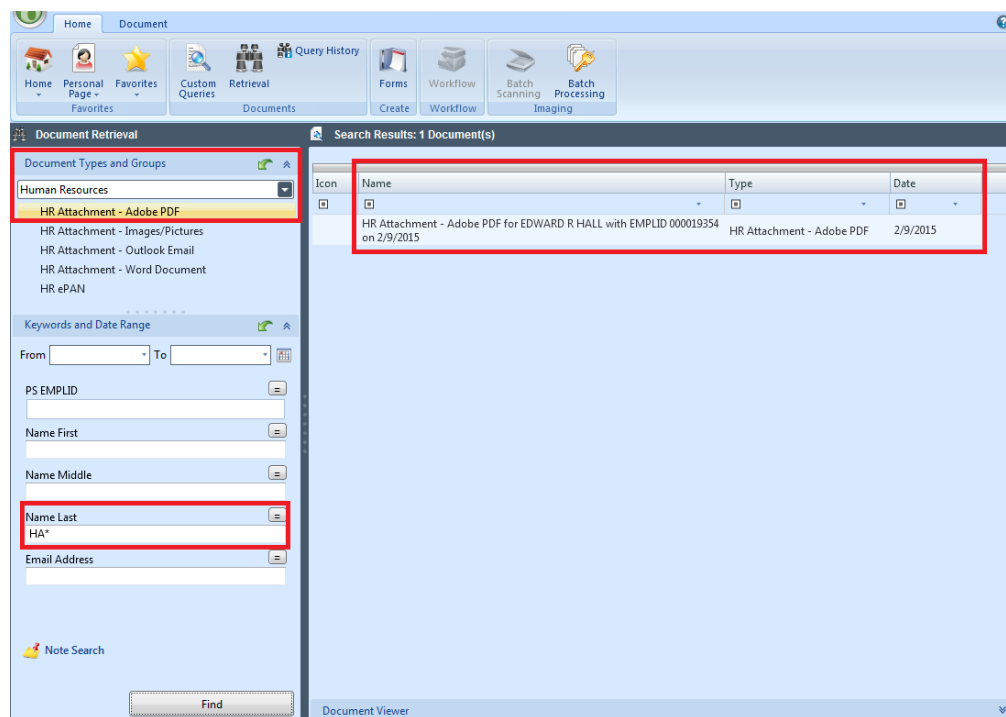 Home Document
Query History
Home Personal Page Favorites Custom Queries Retrieval Forms Workflow Batch Scanning Batch Processing
Favorites Documents Create Workflow Imaging
Document Retrieval
Search Results: 1 Document(s)
Document Types and Groups
Human Resources
HR Attachment - Adobe PDF
HR Attachment - Images/Pictures
HR Attachment - Outlook Email
HR Attachment - Word Document
HR ePAN
Keywords and Date Range
From To
PS EMPLID =
Name First =
Name Middle =
Name Last =
HA*
Email Address =
Note Search
Find
Icon Name Type Date
HR Attachment - Adobe PDF for EDWARD R HALL with EMPLID 000019354
on 2/9/2015
HR Attachment - Adobe PDF 2/9/2015
Document Viewer